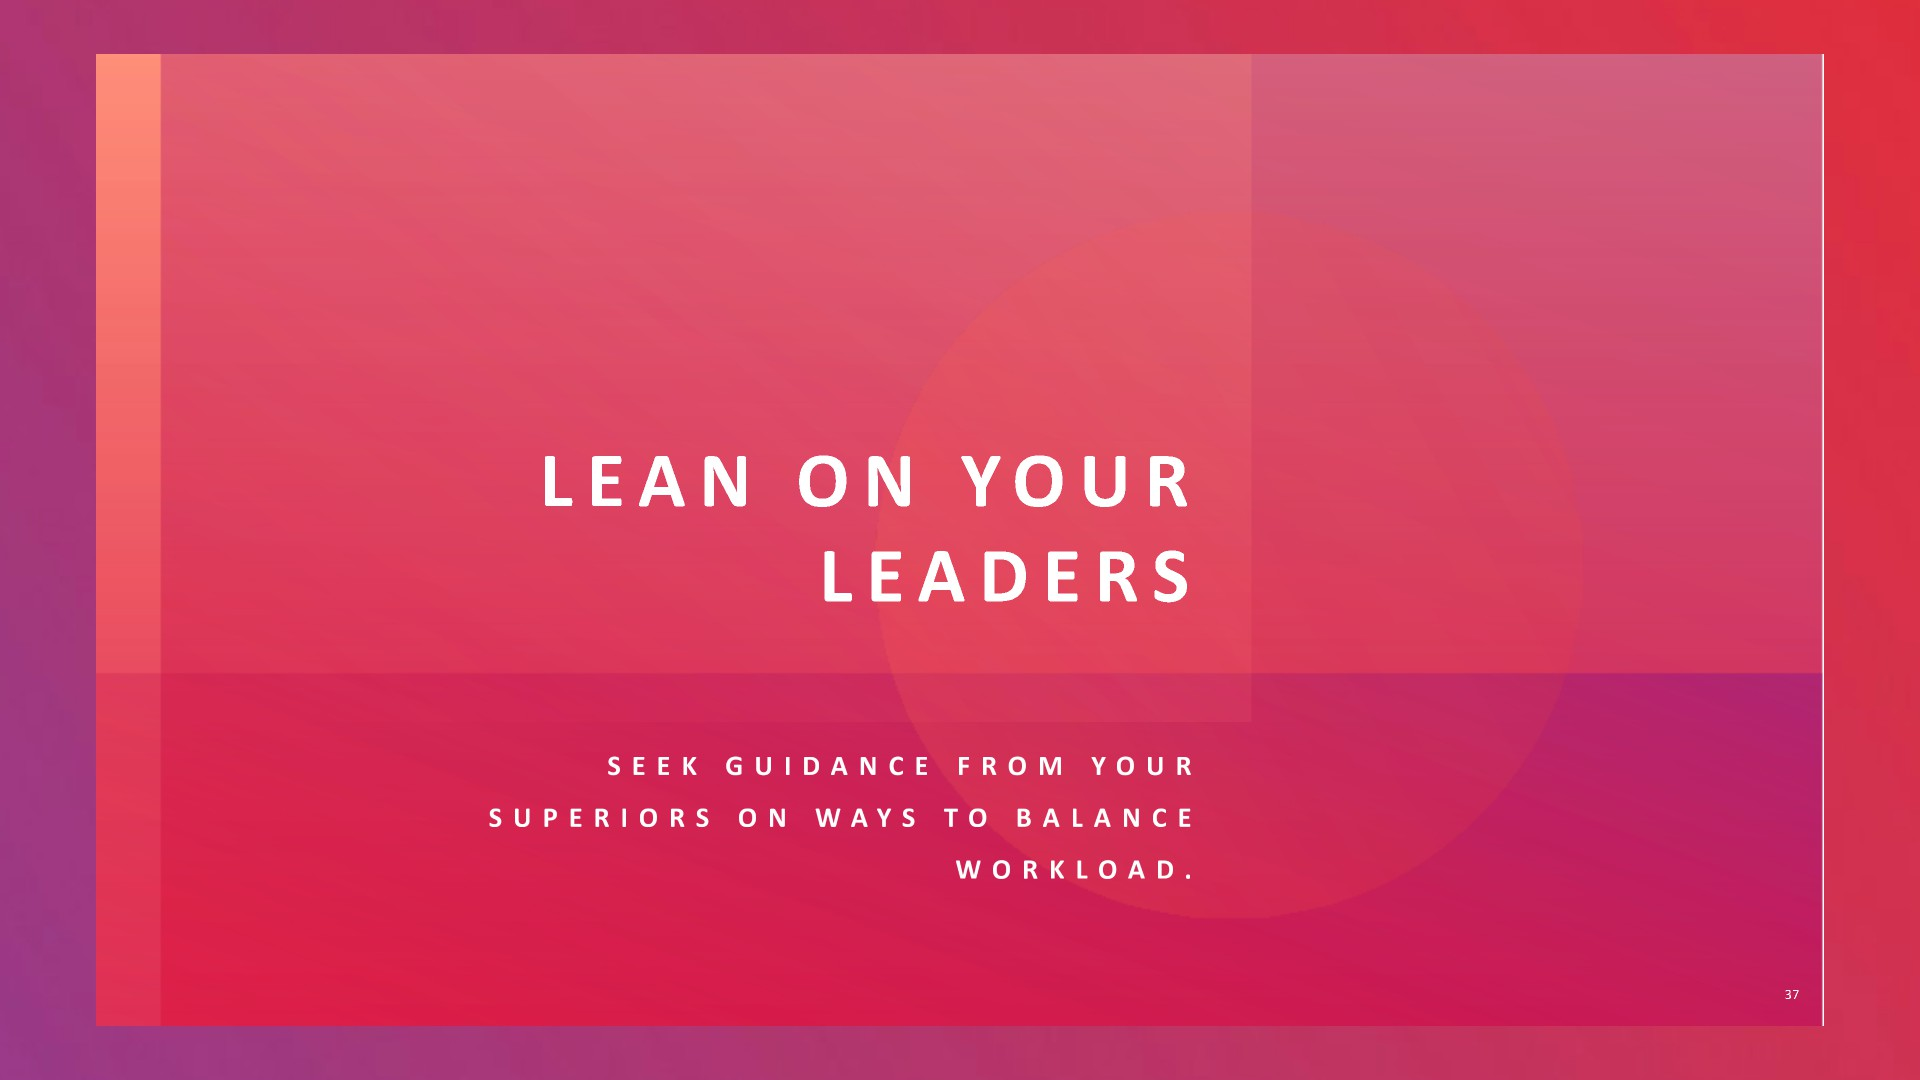 LEAN ON YOUR
LEADERS
SEEK GUIDANCE FROM YOUR
SUPERIORS ON WAYS TO BALANCE
WORKLOAD.
37